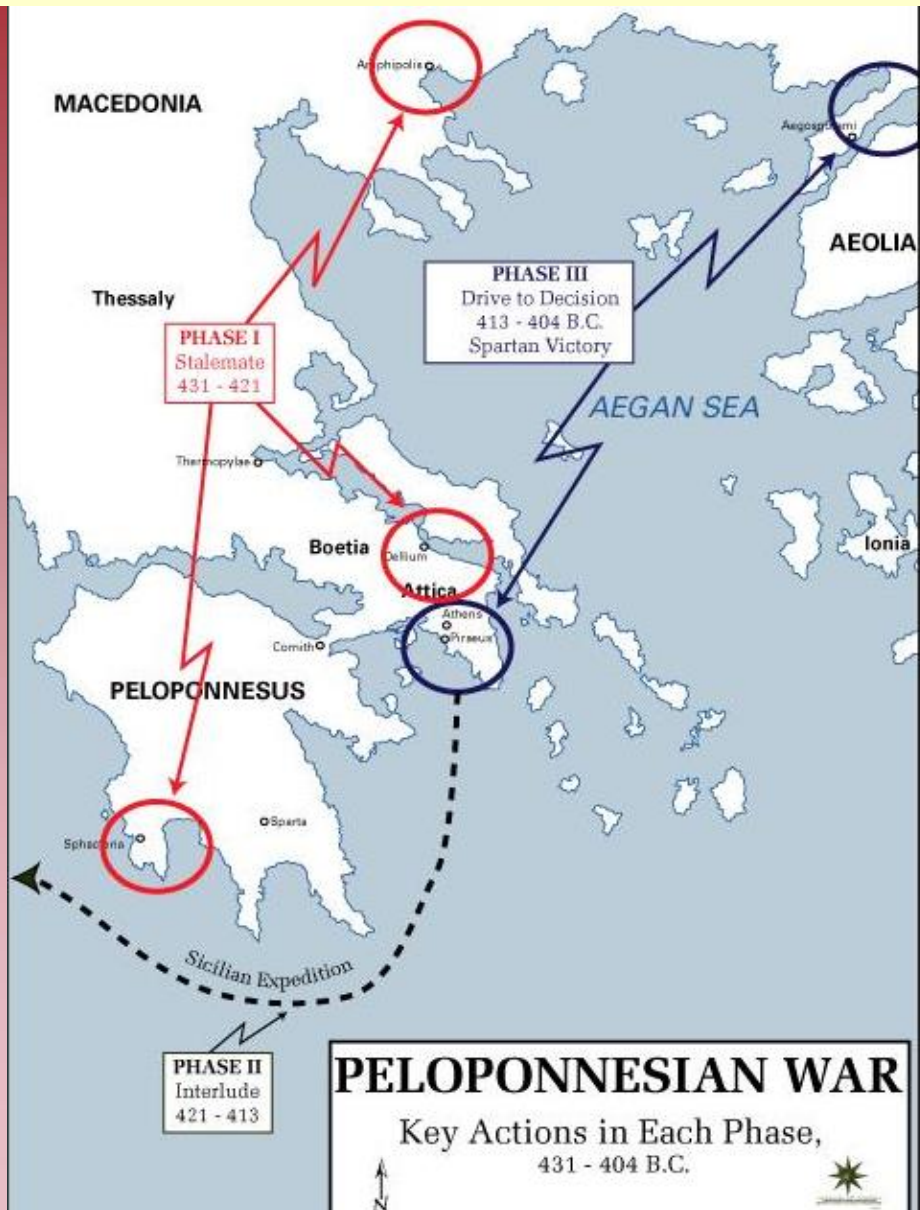 Amphipolis
MACEDONIA
Aegospotami
AEOLIA
PHASE III
Drive to Decision
413 - 404 B.C.
Spartan Victory
Thessaly
PHASE I
Stalemate
431 - 421
AEGAN SEA
Thermopylae
Boetia
Dellium
Ionia
Attica
Athens
Piraeus
Cornith
PELOPONNESUS
Sparta
Sphacteria
Sicilian Expedition
PHASE II
Interlude
421 - 413
PELOPONNESIAN WAR
Key Actions in Each Phase,
431 - 404 B.C.
N